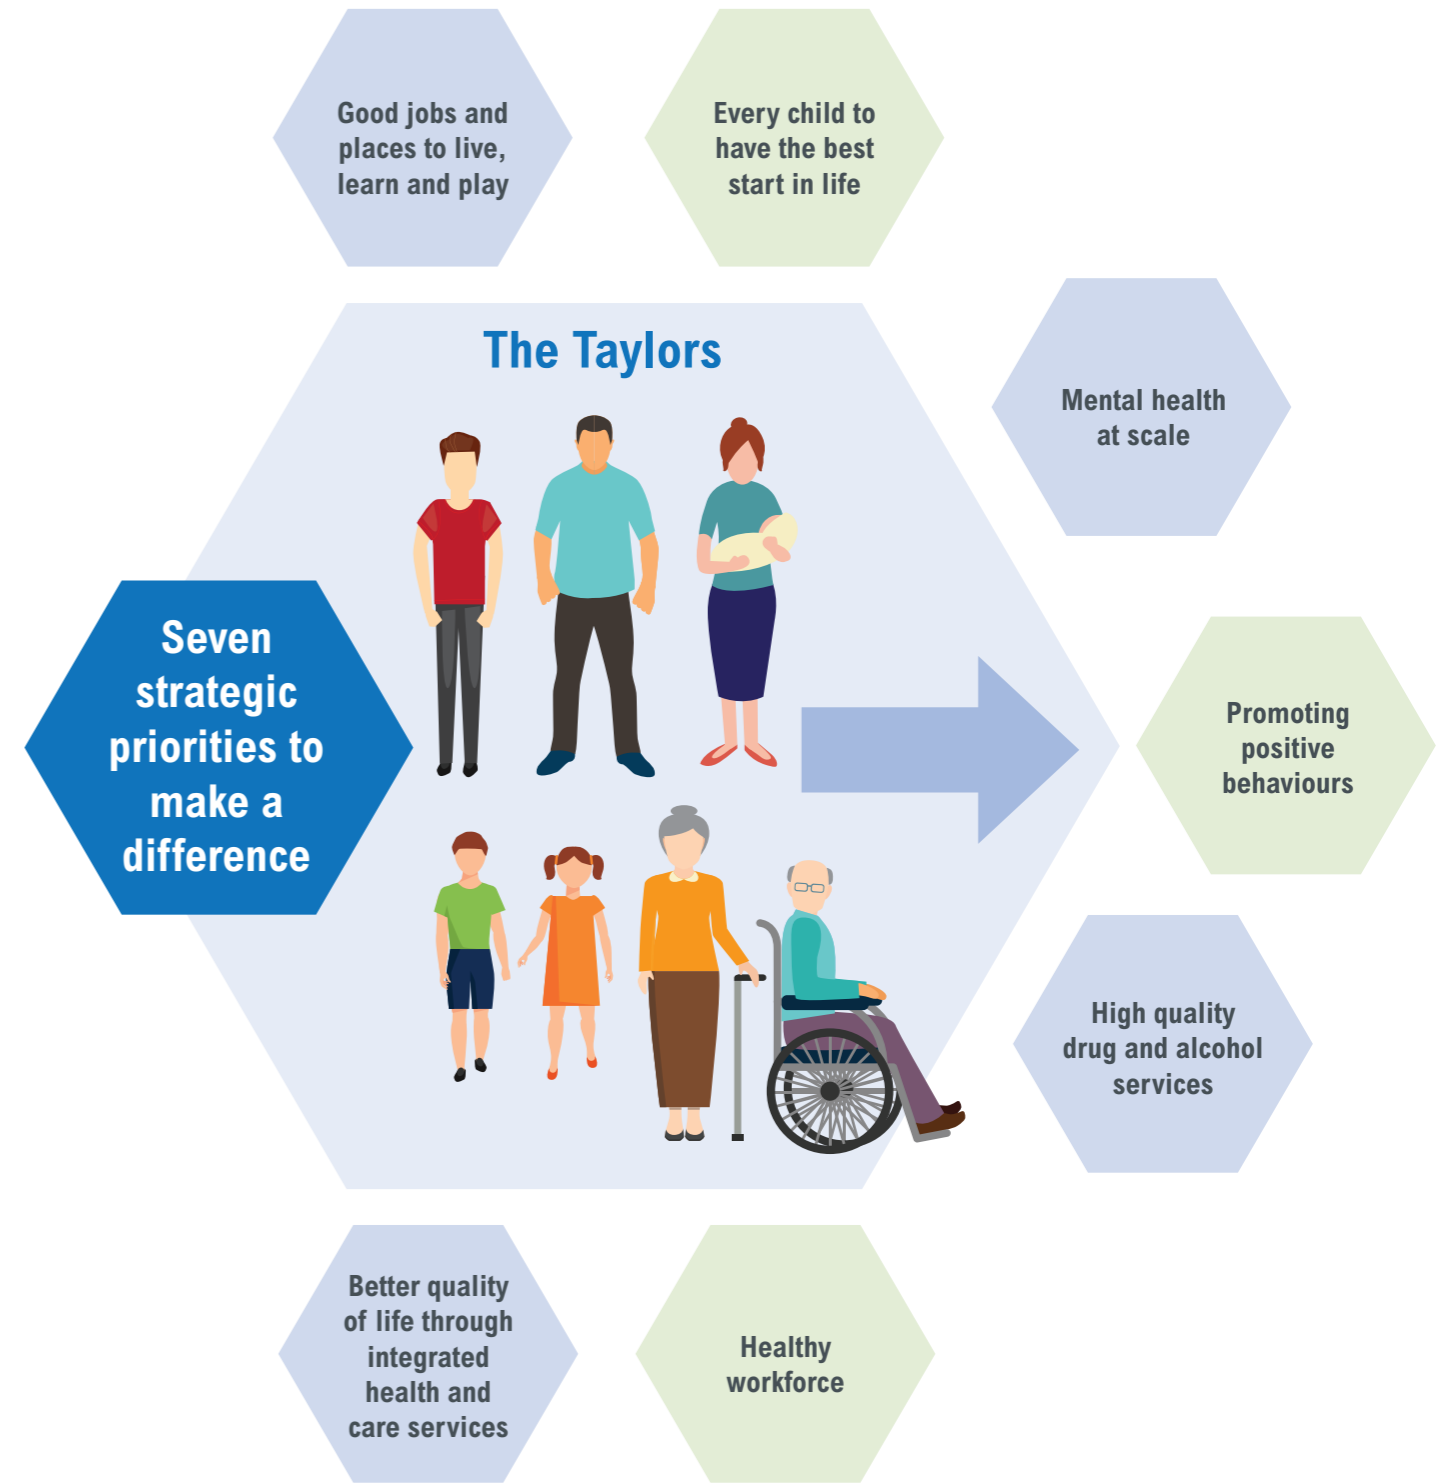 Good jobs and
places to live,
learn and play
Every child to
have the best
start in life
The Taylors
Mental health
at scale
Seven
strategic
priorities to
make a
difference
Promoting
positive
behaviours
High quality
drug and alcohol
services
Better quality
of life through
integrated
health and
care services
Healthy
workforce